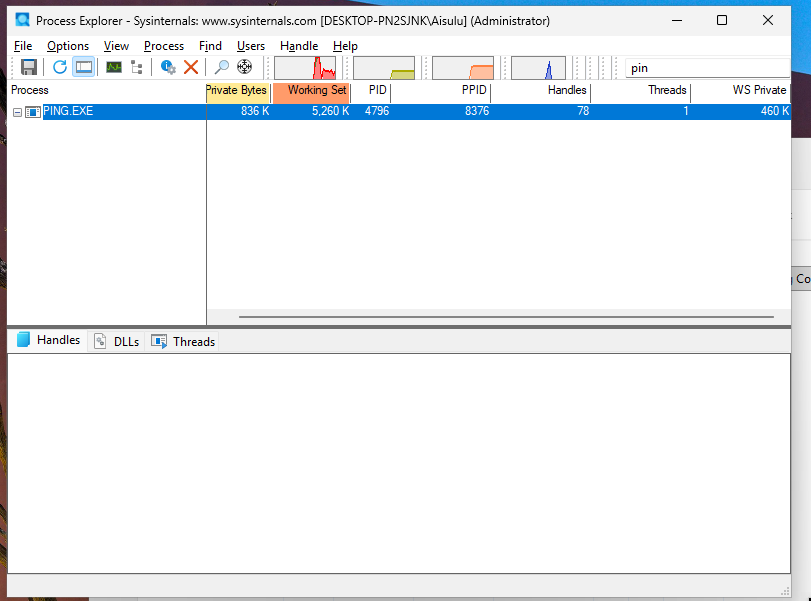 Process Explorer - Sysinternals: www.sysinternals.com [DESKTOP-PN2SJNK\Aisulu] (Administrator)
File Options View Process Find Users Handle Help
pin
Process Private Bytes Working Set PID PPID Handles Threads WS Private
PING.EXE 836 K 5,260 K 4796 8376 78 1 460 K
Co
Handles DLLs Threads